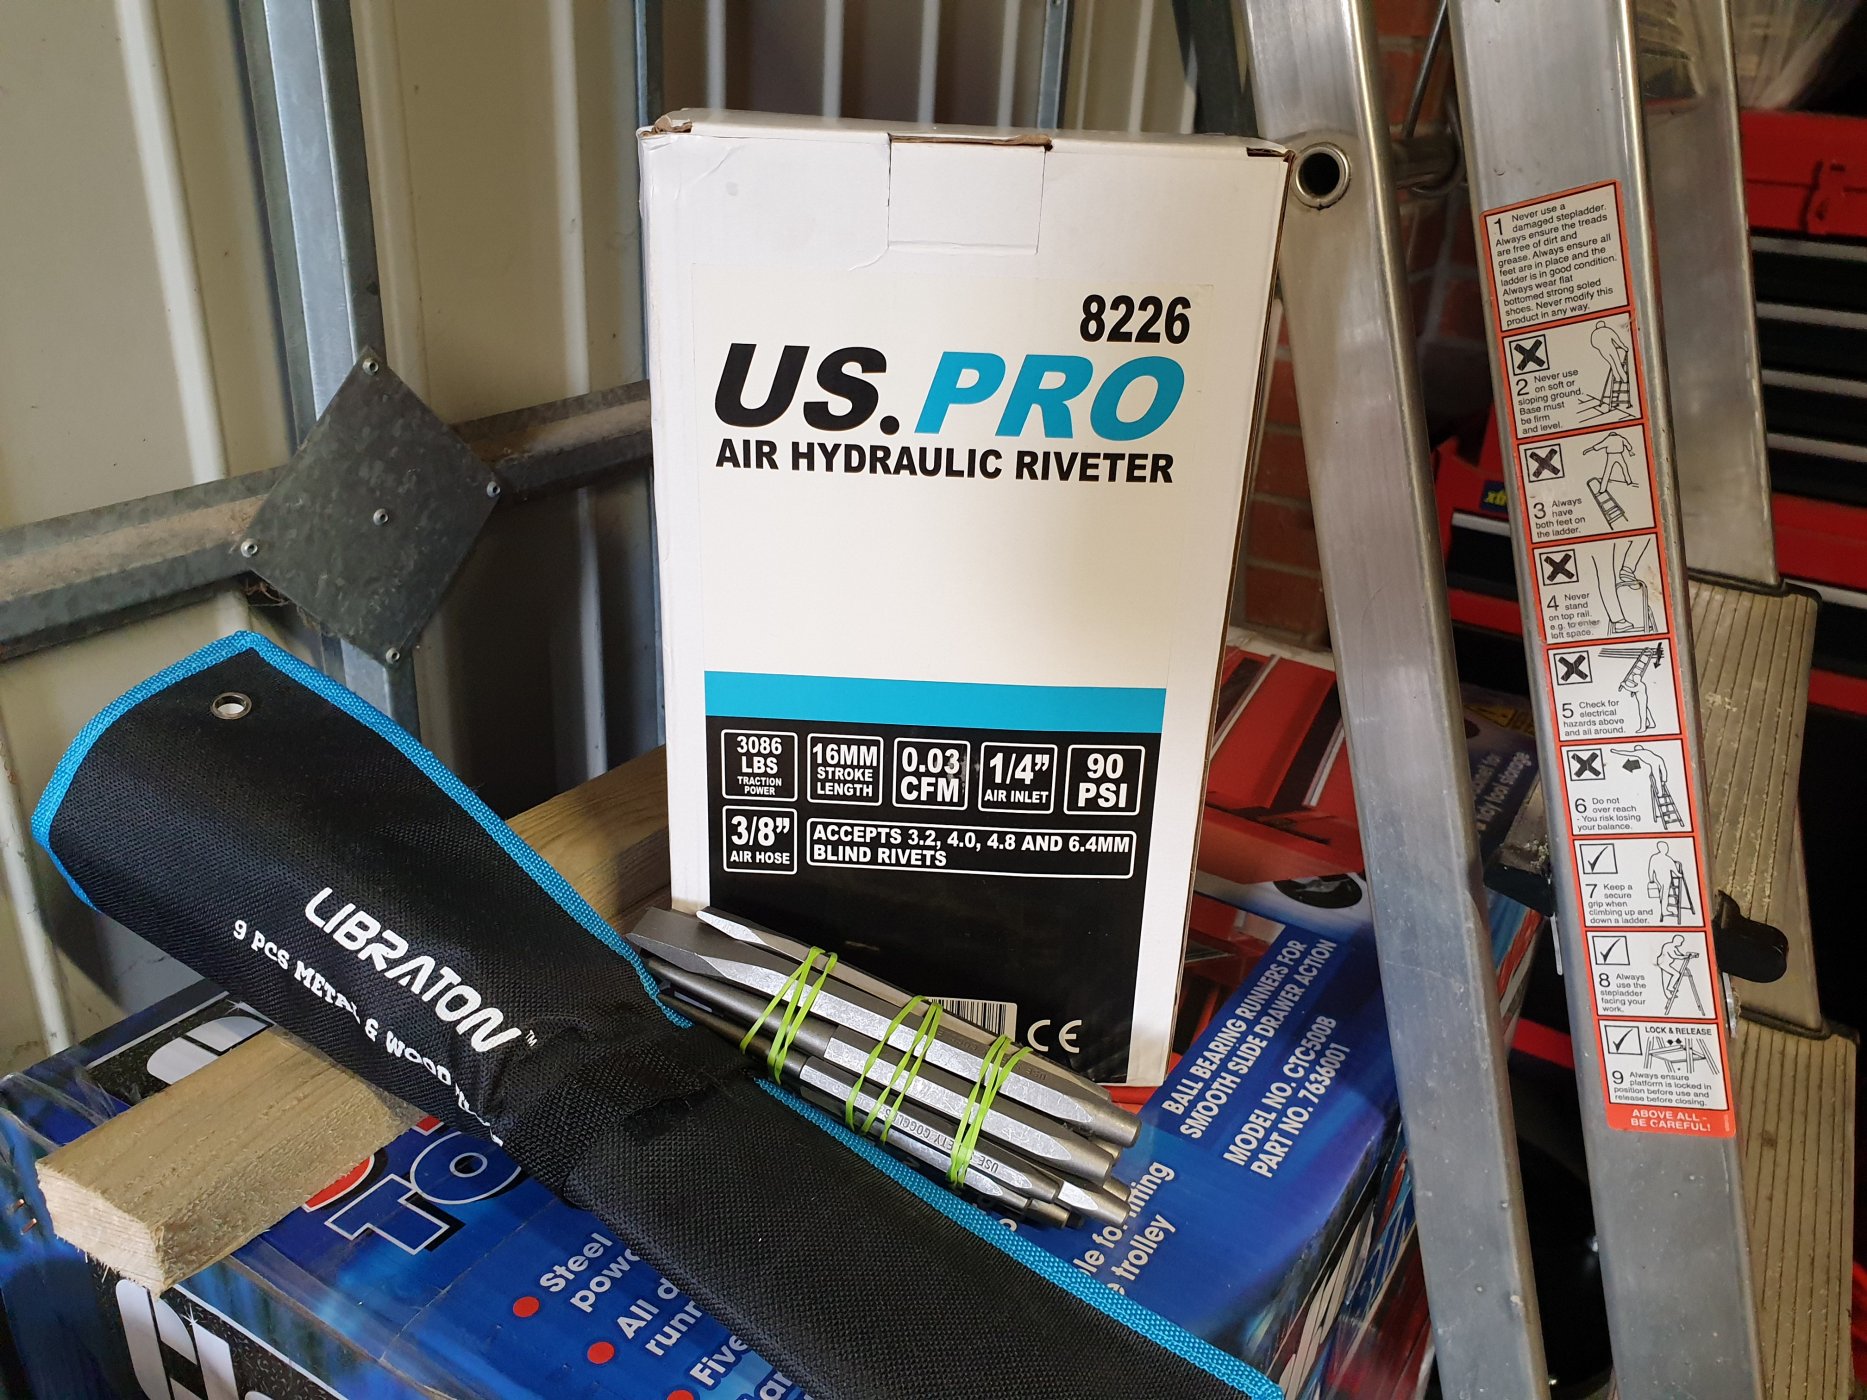 8226
US.PRO
AIR HYDRAULIC RIVETER
3086
LBS
TRACTION
POWER
16MM
STROKE
LENGTH
0.03
CFM
1/4”
AIR INLET
90
PSI
3/8”
AIR HOSE
ACCEPTS 3.2, 4.0, 4.8 AND 6.4MM
BLIND RIVETS
CE
LIBRATON™
9 PCS METAL & WOOD
USE
SAFETY GOGGLES
USE
BALL BEARING RUNNERS FOR
SMOOTH SLIDE DRAWER ACTION
MODEL NO. CTC500B
PART NO. 7636001
trolley
Steel
All
Five
1 Never use a
damaged stepladder.
Always ensure the treads
are free of dirt and
grease. Always ensure all
feet are in place and the
ladder is in good condition.
Always wear flat
bottomed strong soled
shoes. Never modify this
product in any way.
2 Never use
on soft or
sloping ground.
Base must
be firm
and level.
3 Always
have
both feet on
the ladder.
4 Never
stand
on top rail.
e.g. to enter
loft space.
5 Check for
electrical
hazards above
and all around.
6 Do not
over reach
- You risk losing
your balance.
7 Keep a
secure
grip when
climbing up and
down a ladder.
8 Always
use the
stepladder
facing your
work.
LOCK & RELEASE
9 Always ensure
platform is locked in
position before use and
release before closing.
ABOVE ALL -
BE CAREFUL!